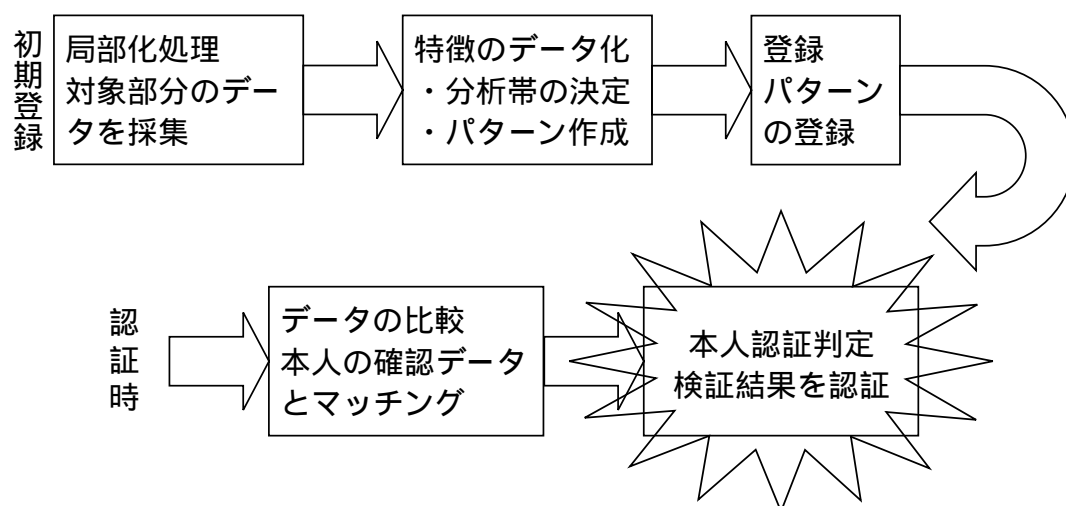 初期登録
局部化処理
対象部分のデー
タを採集
特徴のデータ化
・分析帯の決定
・パターン作成
登録
パターン
の登録
認証時
データの比較
本人の確認データ
とマッチング
本人認証判定
検証結果を認証